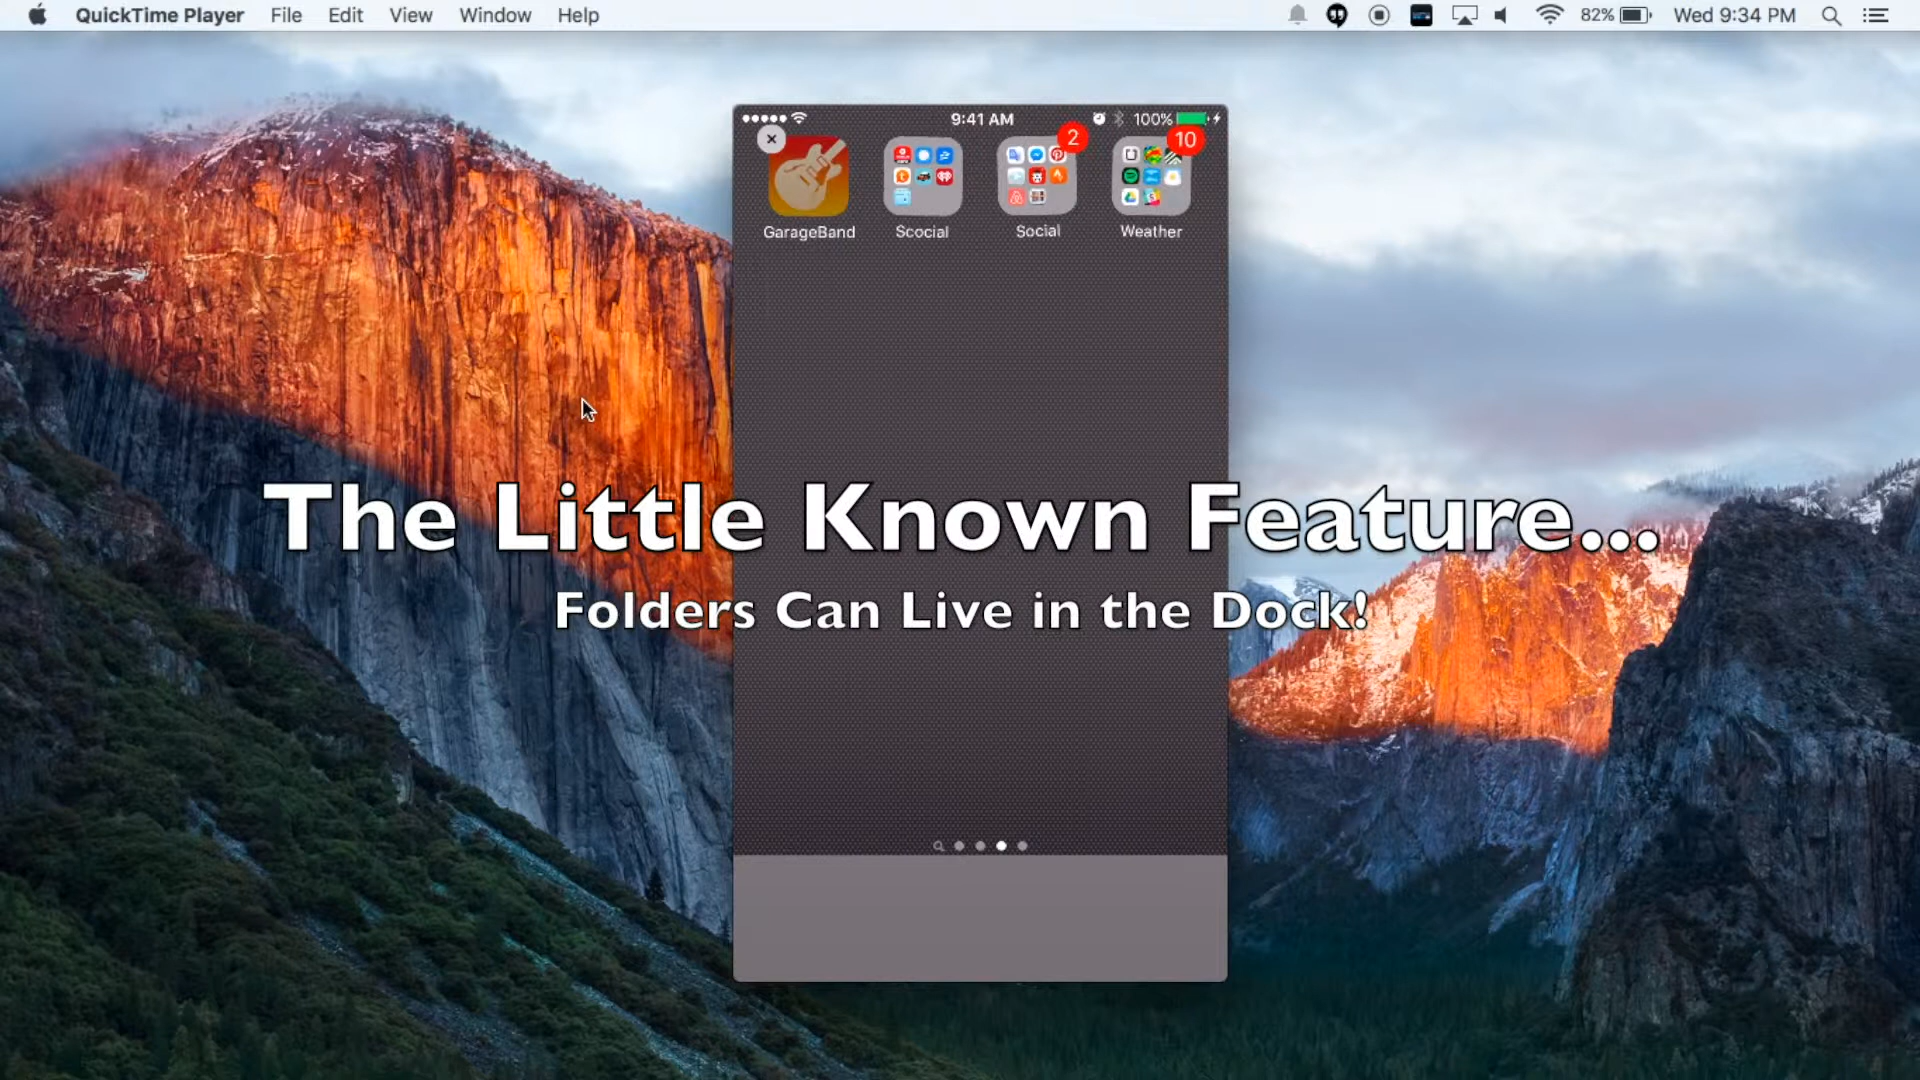 QuickTime Player File Edit View Window Help 82% Wed 9:34 PM
9:41 AM 100%
2 10
GarageBand Scocial Social Weather
The Little Known Feature...
Folders Can Live in the Dock!